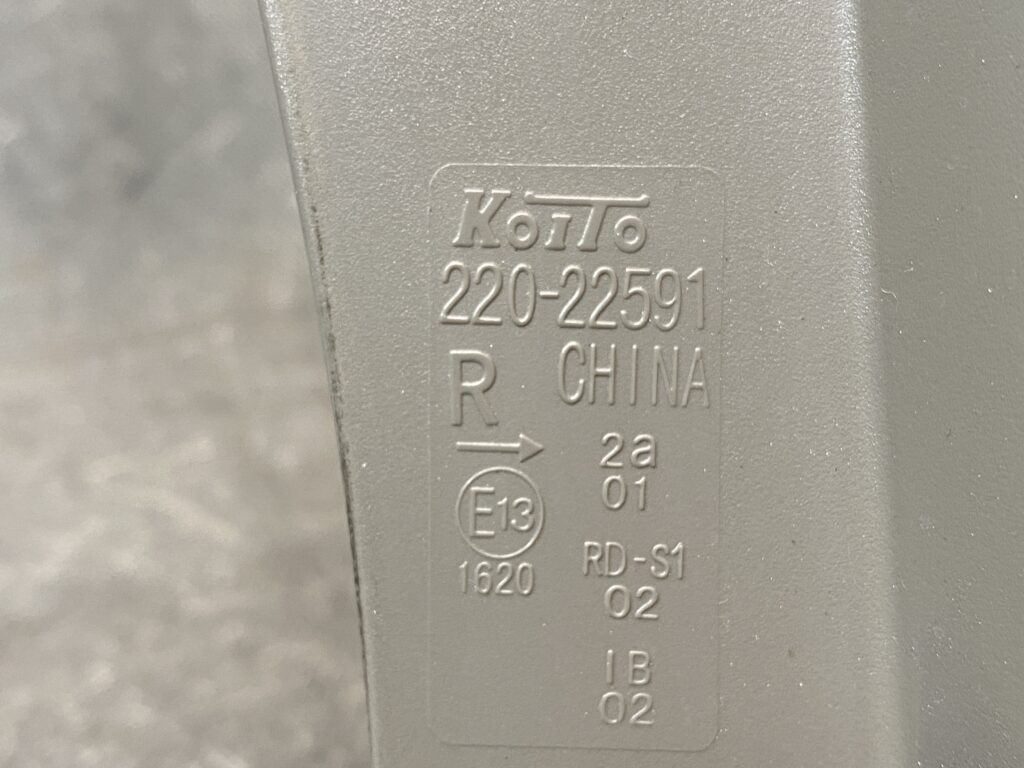 KoiTo
220-22591
R CHINA
→ 2a
01
E13
1620
RD-S1
02
IB
02